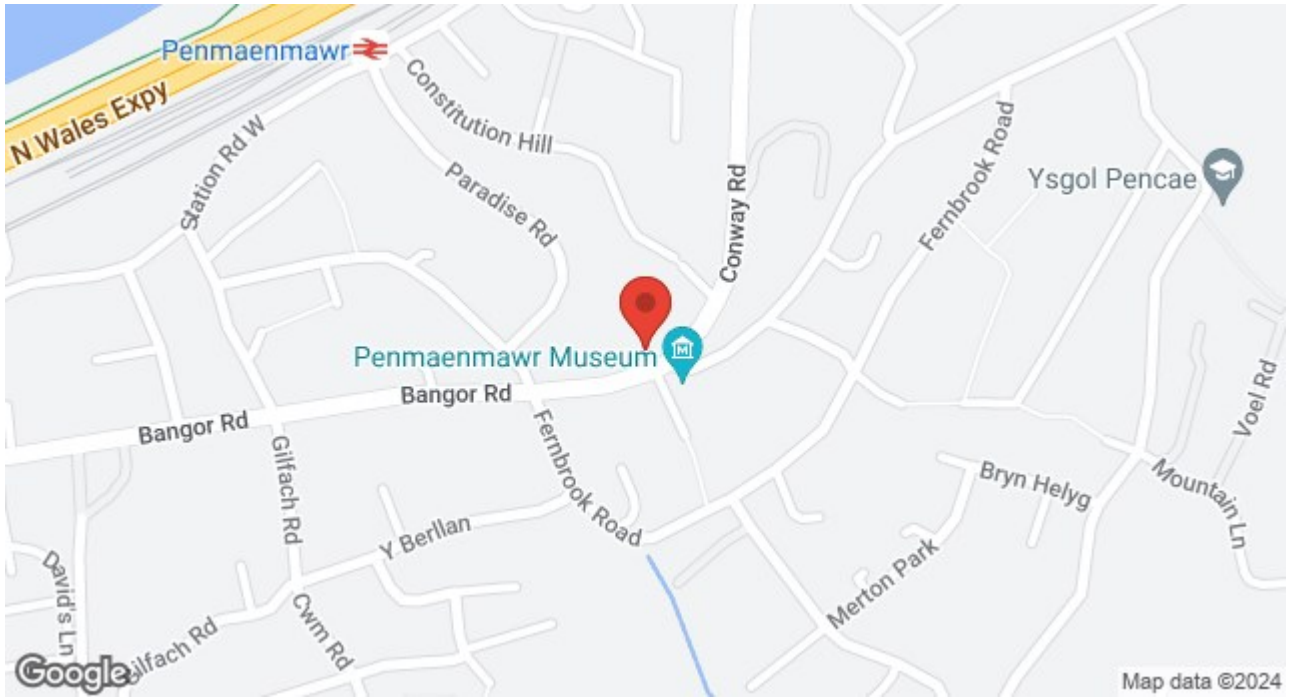 Penmaenmawr
N Wales Expy
Constitution Hill
Station Rd W
Paradise Rd
Conway Rd
Fernbrook Road
Ysgol Pencae
Penmaenmawr Museum
M
Bangor Rd
Bangor Rd
Gilfach Rd
Fernbrook Road
Voel Rd
Bryn Helyg
Mountain Ln
Y Berllan
David's Ln
Merton Park
Cwm Rd
Gilfach Rd
Google
Map data ©2024